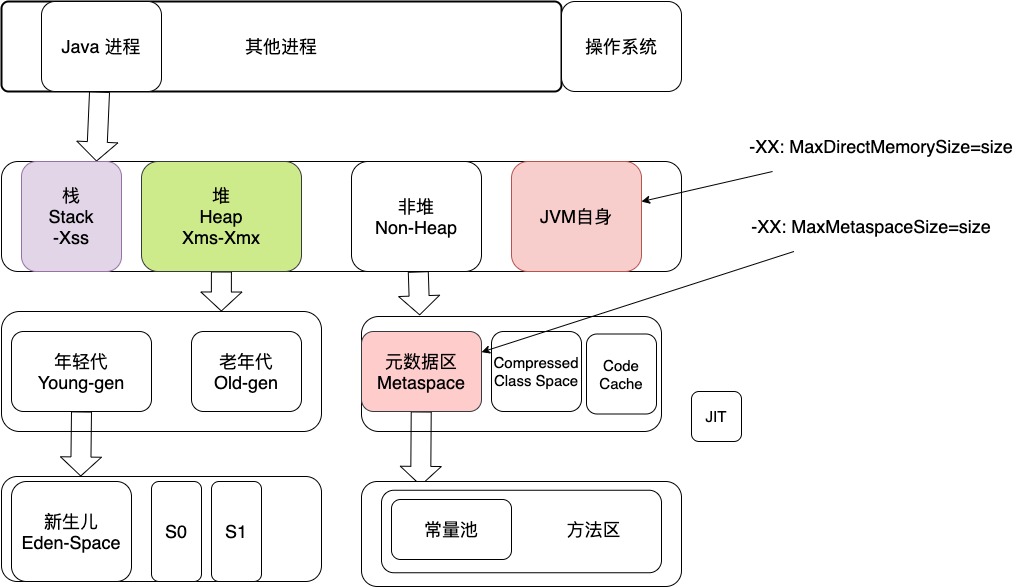 Java 进程
其他进程
操作系统
-XX: MaxDirectMemorySize=size
栈
Stack
-Xss
堆
Heap
Xms-Xmx
非堆
Non-Heap
JVM自身
-XX: MaxMetaspaceSize=size
年轻代
Young-gen
老年代
Old-gen
元数据区
Metaspace
Compressed
Class Space
Code
Cache
JIT
新生儿
Eden-Space
S0
S1
常量池
方法区